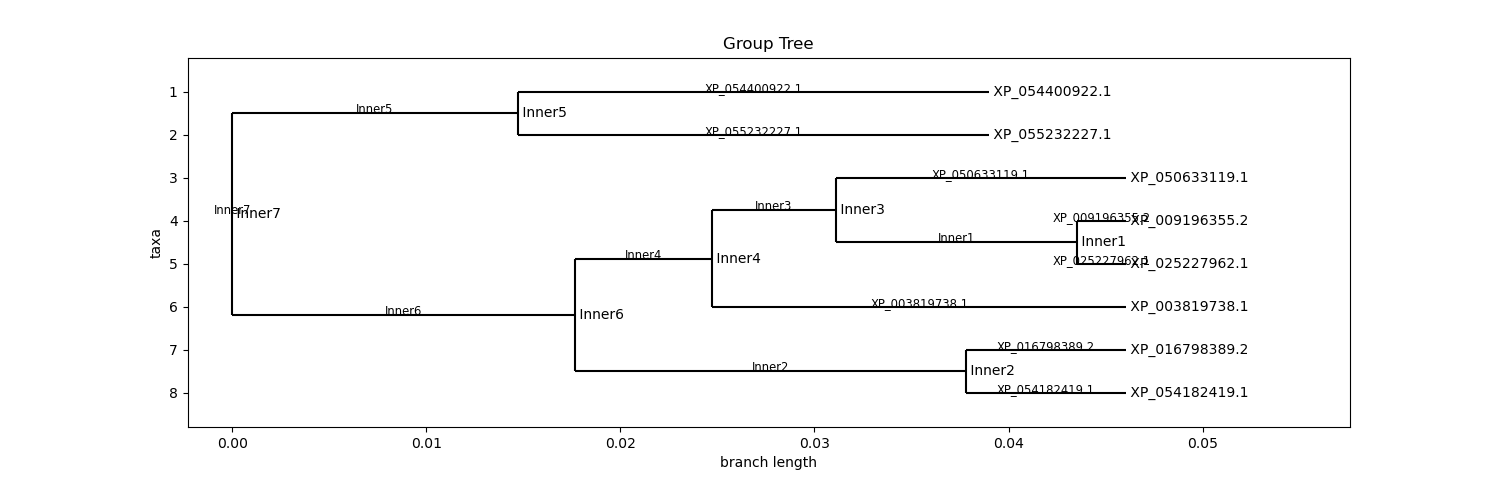 Group Tree
XP_054400922.1
1 XP_054400922.1
Inner5 Inner5
XP_055232227.1
2 XP_055232227.1
XP_050633119.1
3 XP_050633119.1
Inner3 Inner3
Inner7 Inner7
XP_009196355.2
4 XP_009196355.2
Inner1 Inner1
Inner4 Inner4
XP_025227962.1
5 XP_025227962.1
taxa
XP_003819738.1
6 XP_003819738.1
Inner6 Inner6
XP_016798389.2
7 XP_016798389.2
Inner2 Inner2
XP_054182419.1
8 XP_054182419.1
0.00 0.01 0.02 0.03 0.04 0.05
branch length